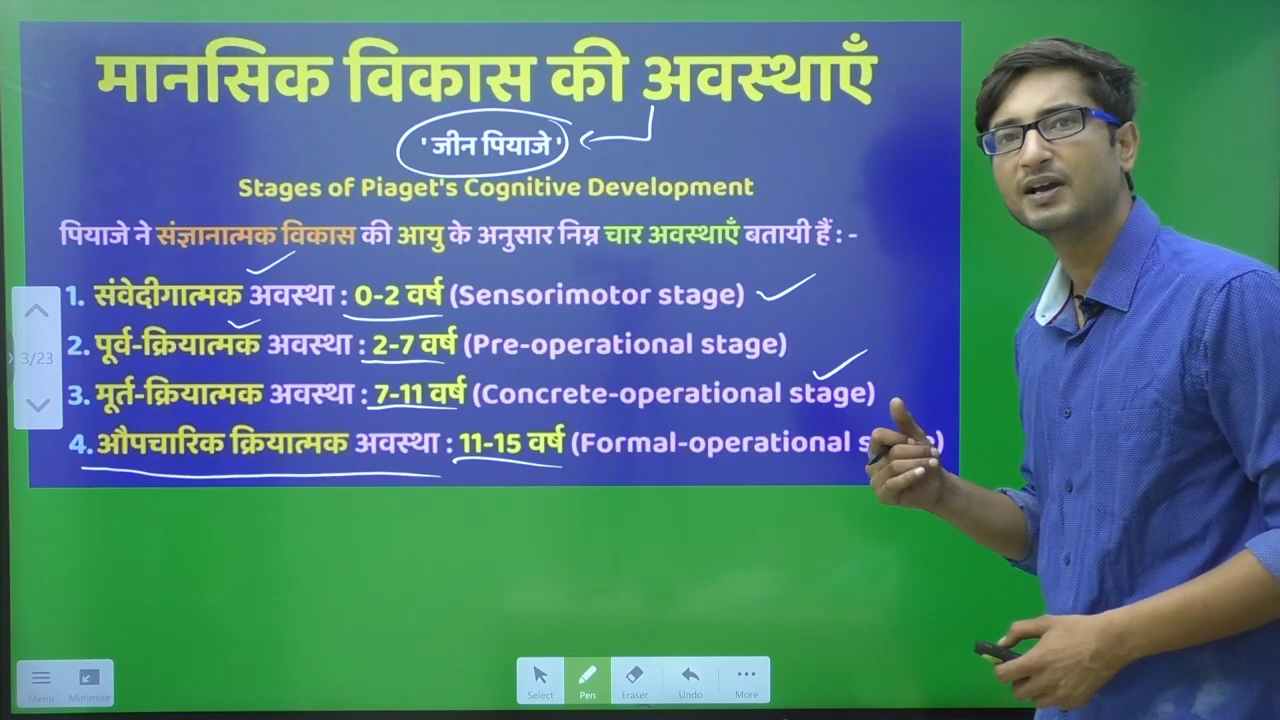 मानसिक विकास की अवस्थाएँ
' जीन पियाजे '
Stages of Piaget's Cognitive Development
पियाजे ने संज्ञानात्मक विकास की आयु के अनुसार निम्न चार अवस्थाएँ बतायी हैं : -
1. संवेदीगात्मक अवस्था : 0-2 वर्ष (Sensorimotor stage)
2. पूर्व-क्रियात्मक अवस्था : 2-7 वर्ष (Pre-operational stage)
3. मूर्त-क्रियात्मक अवस्था : 7-11 वर्ष (Concrete-operational stage)
4. औपचारिक क्रियात्मक अवस्था : 11-15 वर्ष (Formal-operational
3/23
Menu Minimize
Select Pen Eraser Undo More